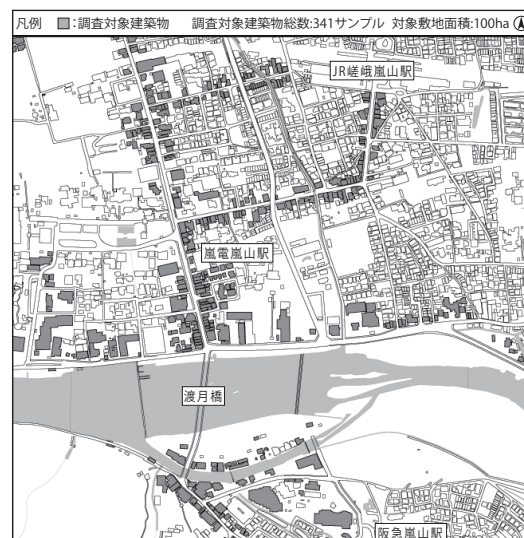 凡例 :調査対象建築物 調査対象建築物総数:341サンプル 対象敷地面積:100ha
JR嵯峨嵐山駅
嵐電嵐山駅
渡月橋
阪急嵐山駅